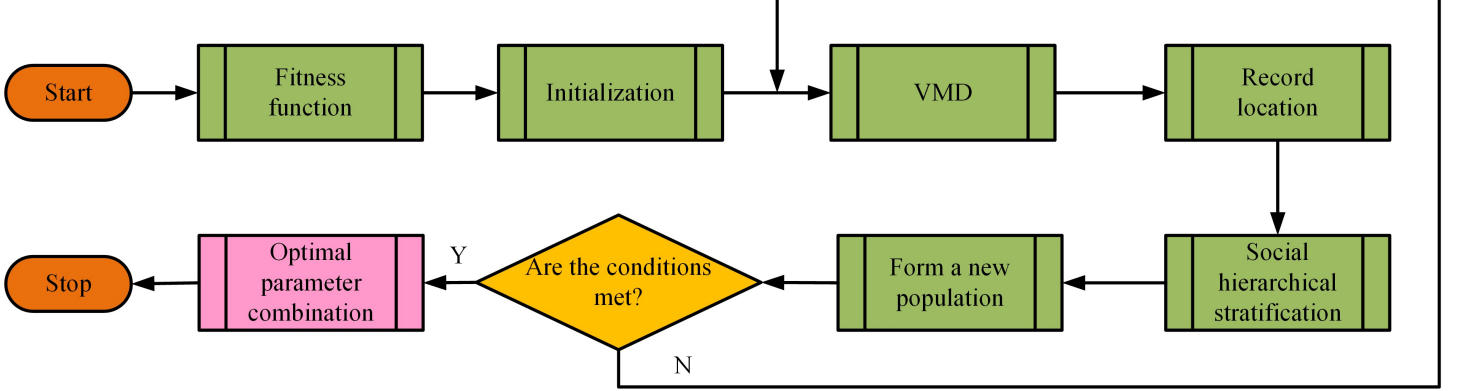 Start
Fitness
function
Initialization
VMD
Record
location
Social
hierarchical
stratification
Form a new
population
Are the conditions
met?
Y
N
Optimal
parameter
combination
Stop